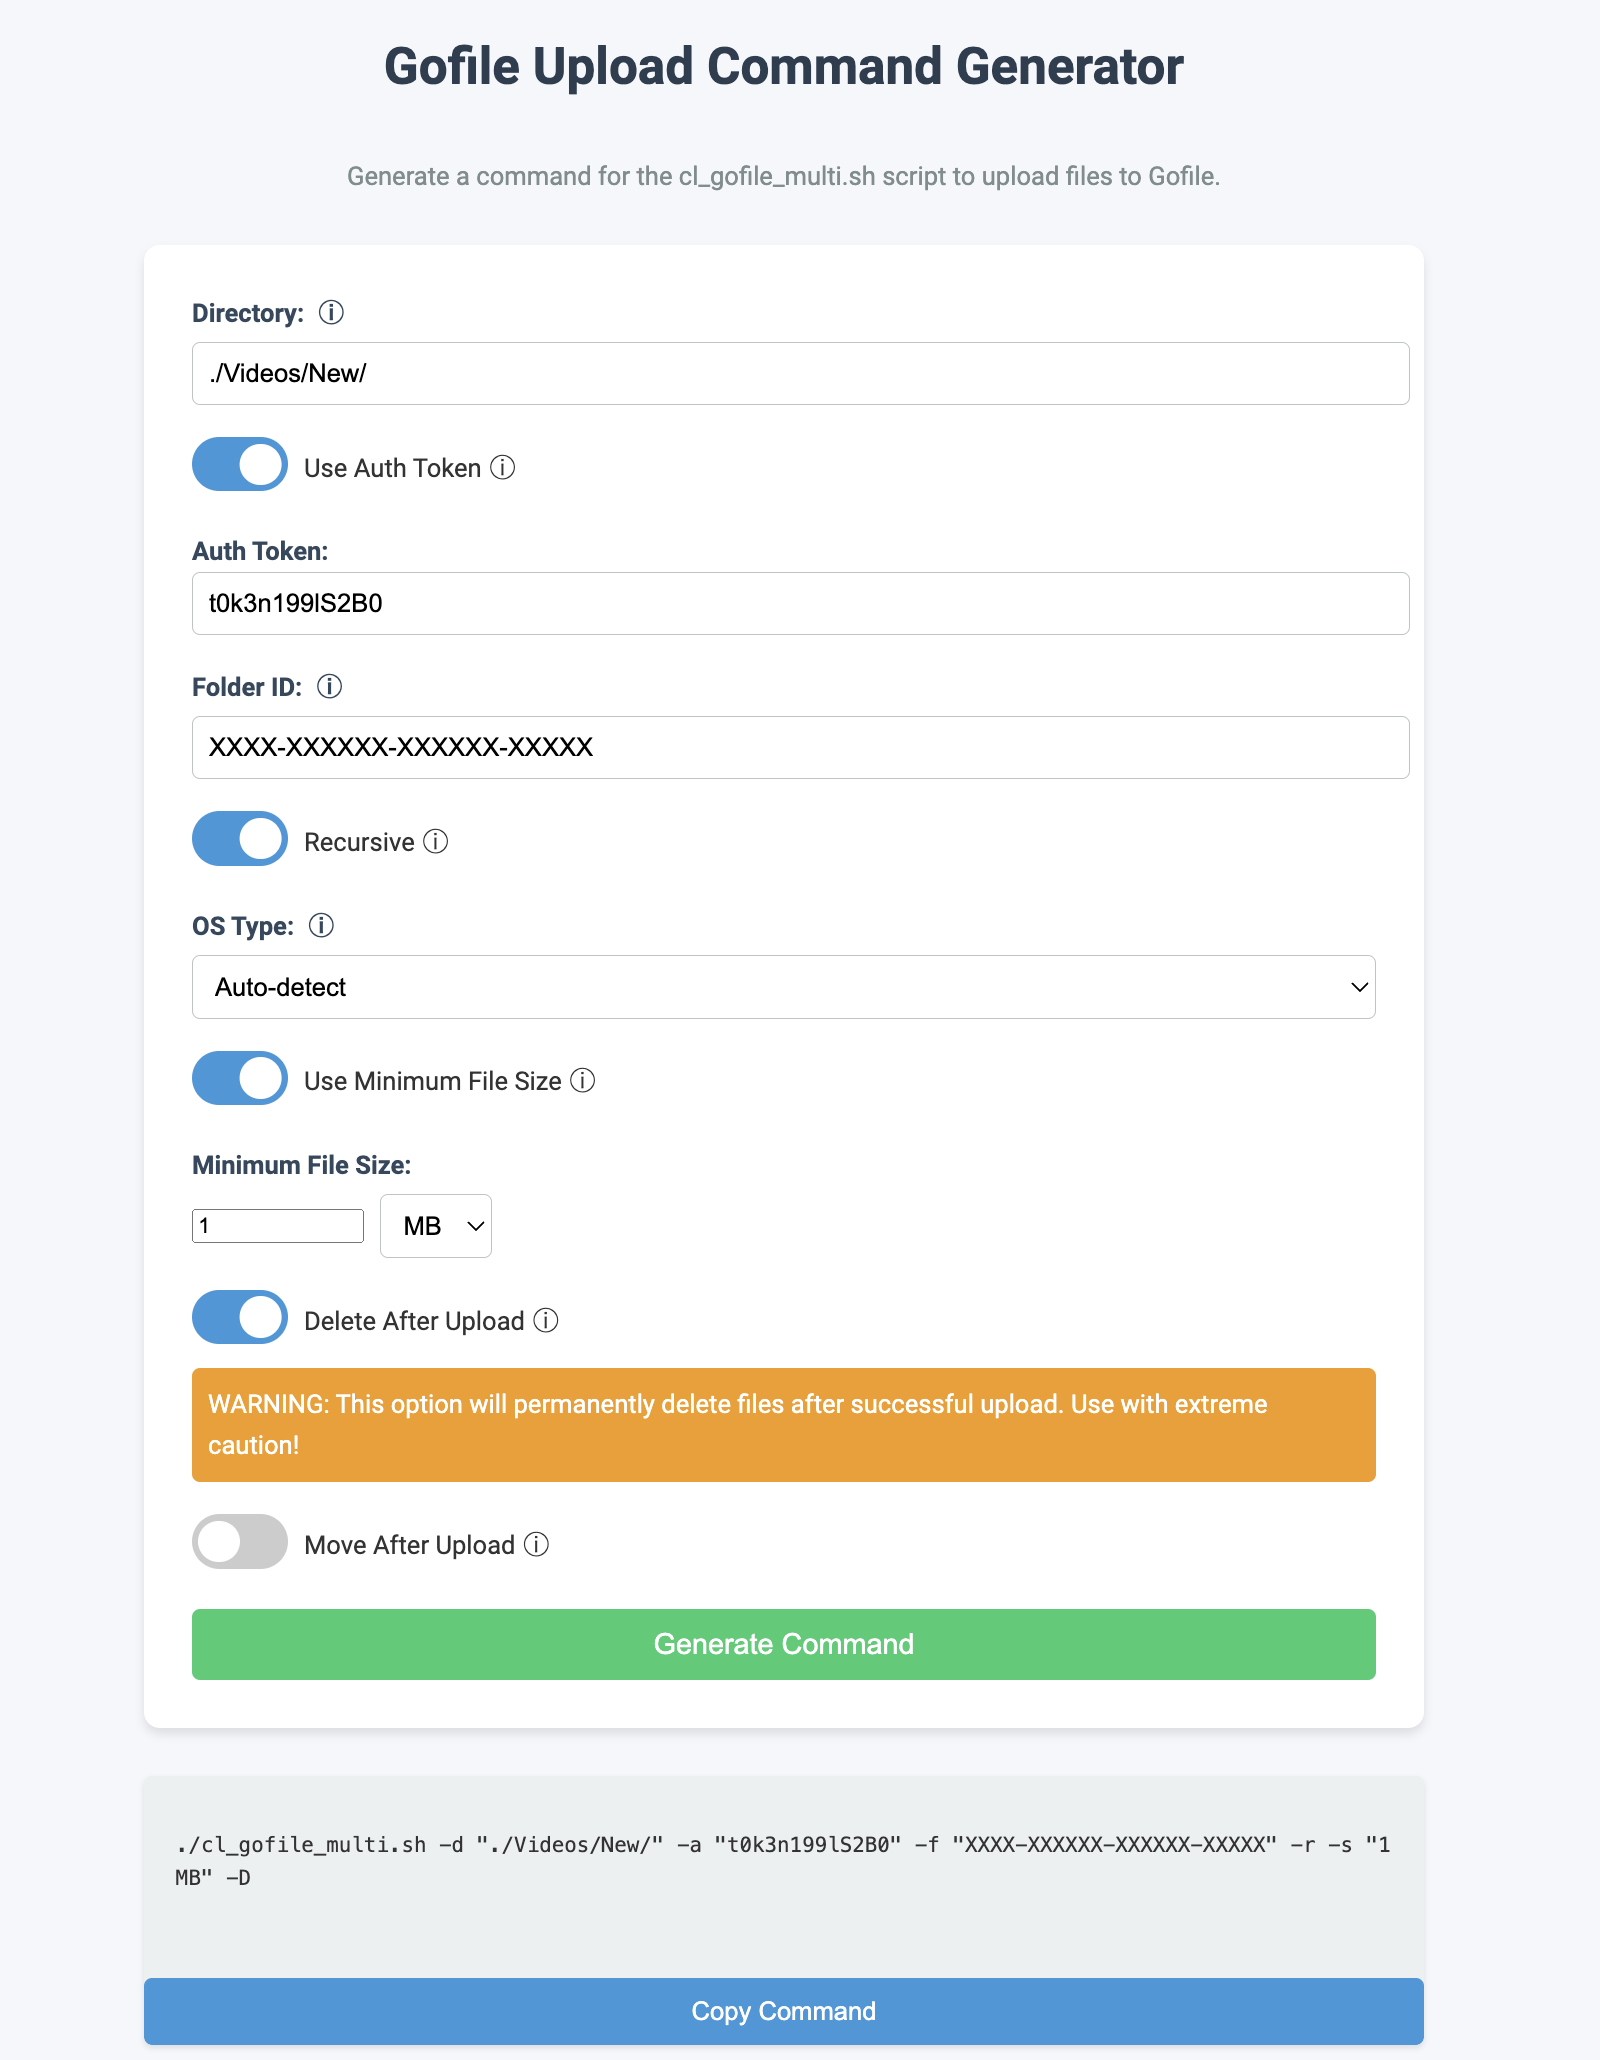 Gofile Upload Command Generator
Generate a command for the cl_gofile_multi.sh script to upload files to Gofile.
Directory: ⓘ
./Videos/New/
Use Auth Token ⓘ
Auth Token:
t0k3n199lS2B0
Folder ID: ⓘ
XXXX-XXXXXX-XXXXXX-XXXXX
Recursive ⓘ
OS Type: ⓘ
Auto-detect
Use Minimum File Size ⓘ
Minimum File Size:
1 MB
Delete After Upload ⓘ
WARNING: This option will permanently delete files after successful upload. Use with extreme
caution!
Move After Upload ⓘ
Generate Command
./cl_gofile_multi.sh -d "./Videos/New/" -a "t0k3n199lS2B0" -f "XXXX-XXXXXX-XXXXXX-XXXXX" -r -s "1
MB" -D
Copy Command